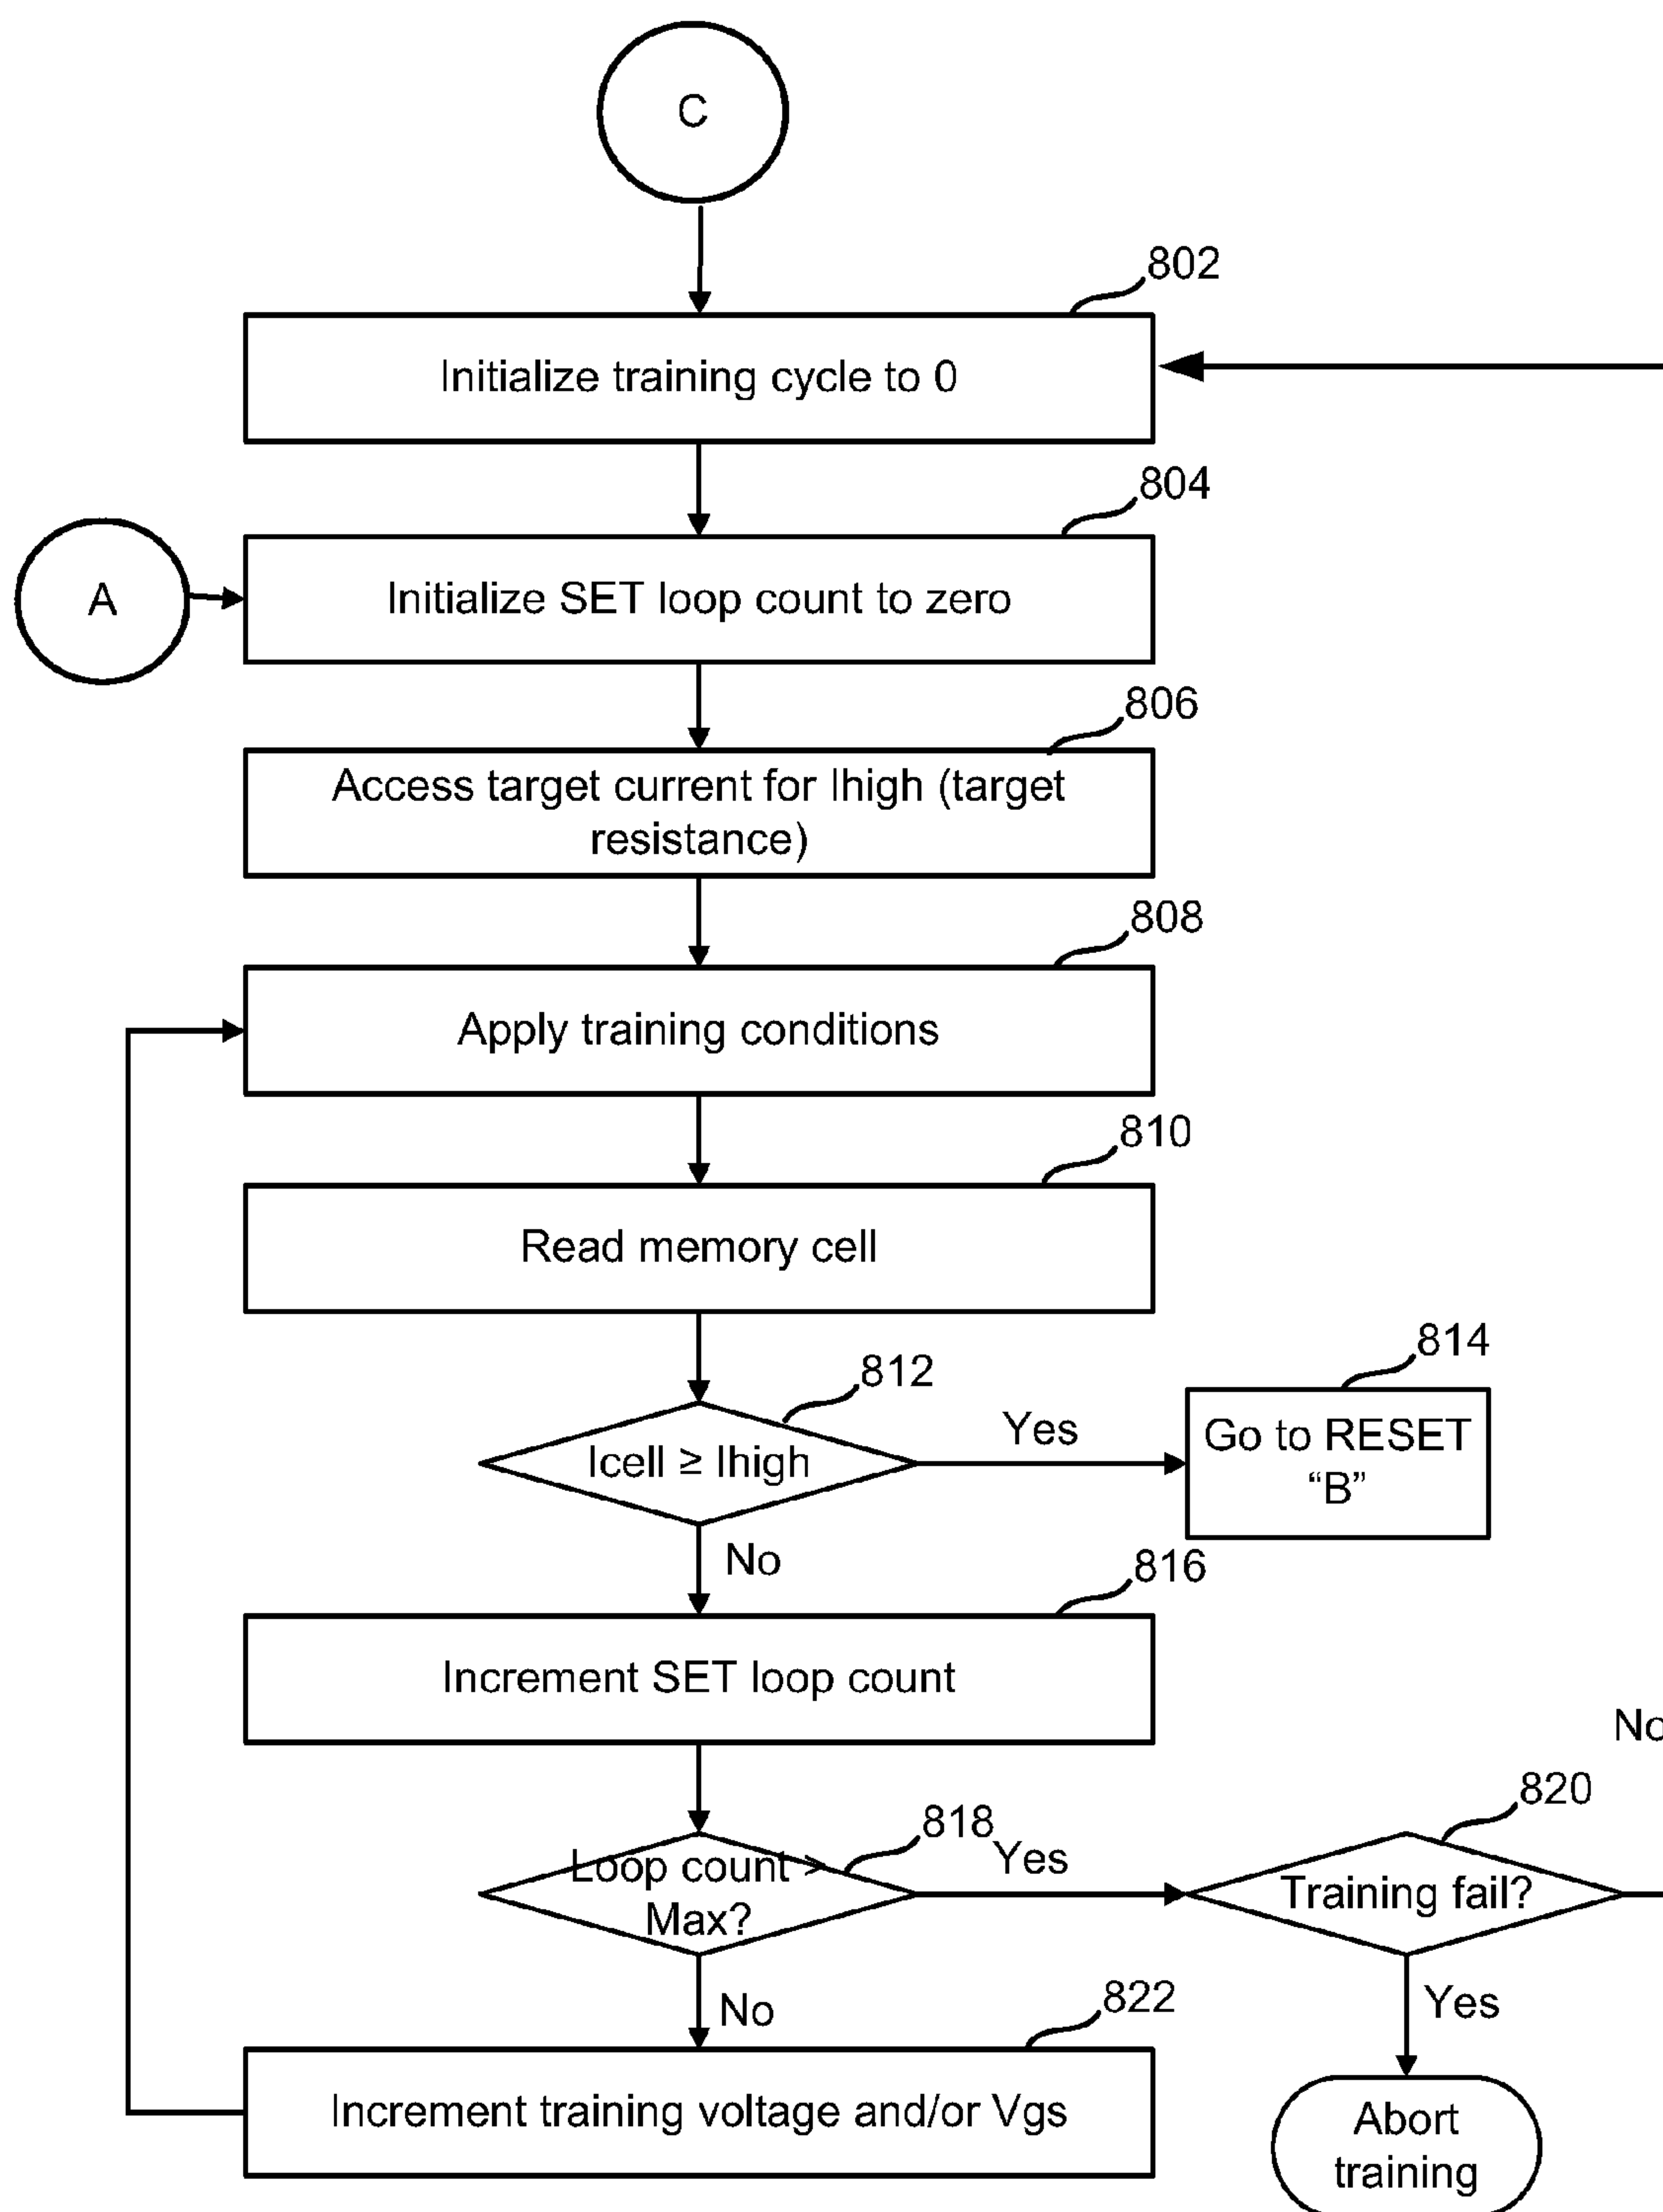 C
802
Initialize training cycle to 0
804
A
Initialize SET loop count to zero
806
Access target current for Ihigh (target
resistance)
808
Apply training conditions
810
Read memory cell
812
Icell ≥ Ihigh
Yes
814
Go to RESET
“B”
No
816
Increment SET loop count
No
818
Loop count >
Max?
Yes
820
Training fail?
No
822
Yes
Increment training voltage and/or Vgs
Abort
training